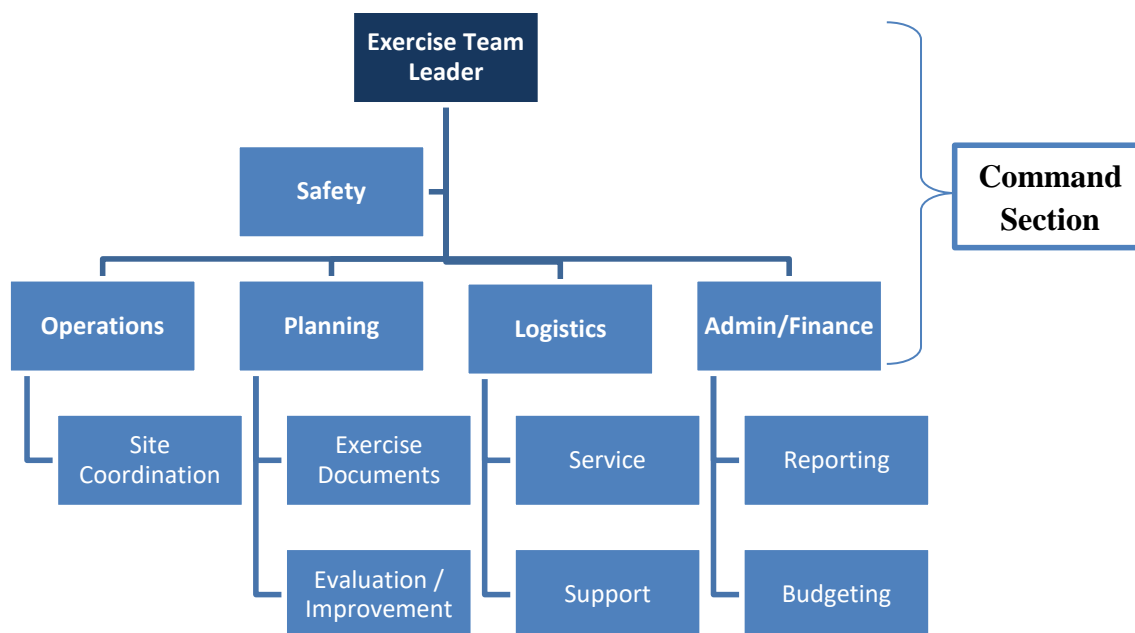 Exercise Team
Leader
Safety
Command
Section
Operations
Planning
Logistics
Admin/Finance
Site
Coordination
Exercise
Documents
Service
Reporting
Evaluation /
Improvement
Support
Budgeting